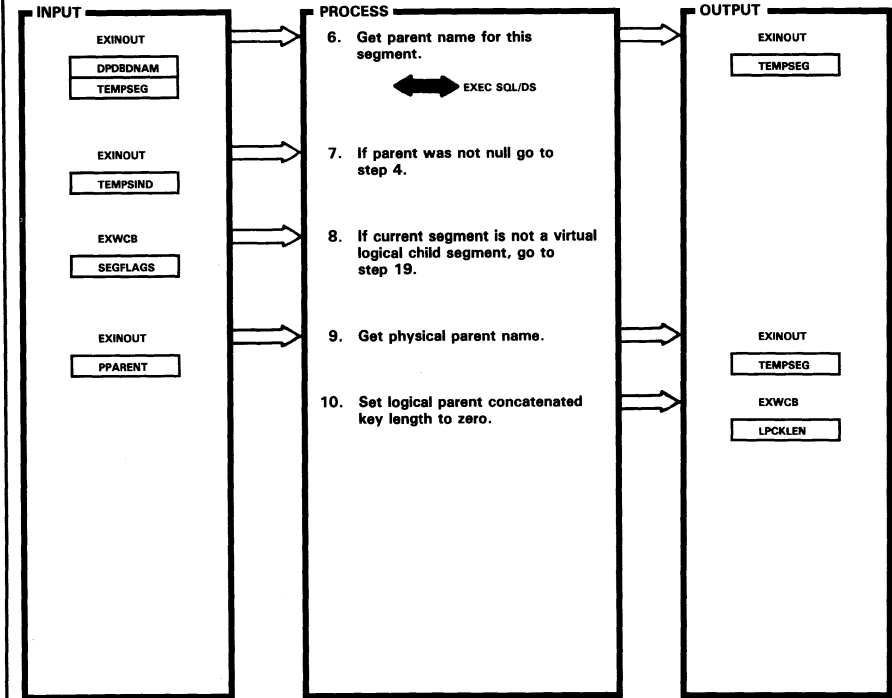 INPUT
PROCESS
OUTPUT
EXINOUT
DPDBDNAM
TEMPSEG
6. Get parent name for this
segment.
EXEC SQL/DS
EXINOUT
TEMPSEG
EXINOUT
TEMPSIND
7. If parent was not null go to
step 4.
EXWCB
SEGFLAGS
8. If current segment is not a virtual
logical child segment, go to
step 19.
EXINOUT
PPARENT
9. Get physical parent name.
EXINOUT
TEMPSEG
10. Set logical parent concatenated
key length to zero.
EXWCB
LPCKLEN